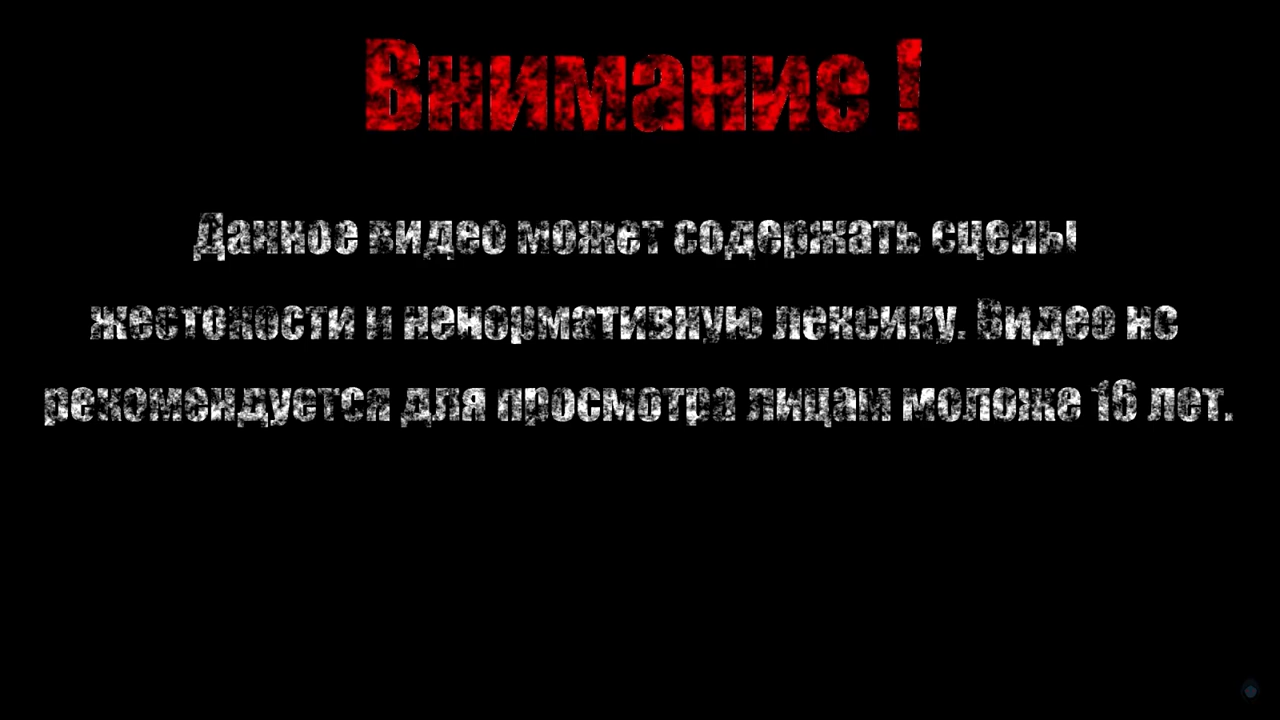 Внимание !
Данное видео может содержать сцены
жестокости и ненормативную лексику. Видео не
рекомендуется для просмотра лицам моложе 16 лет.